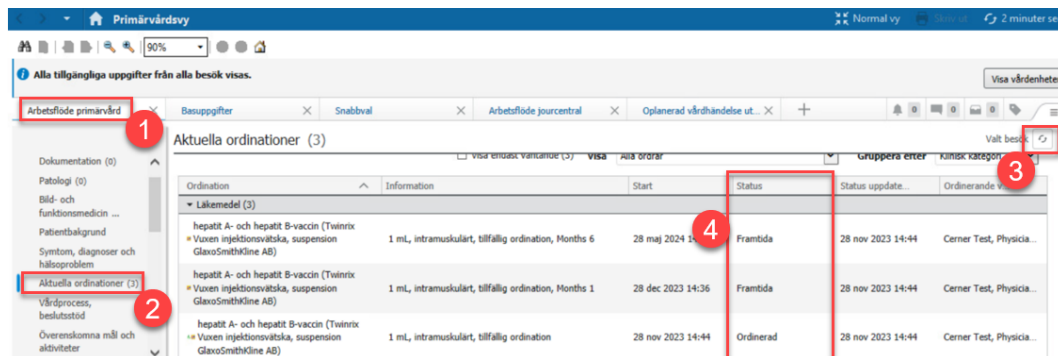 Primärvårdsvy
Normal vy
Skriv ut
2 minuter se
90%
Alla tillgängliga uppgifter från alla besök visas.
Visa vårdenheter
Arbetsflöde primärvård
Basuppgifter
Snabbval
Arbetsflöde jourcentral
Oplanerad vårdhändelse ut...
0
0
0
1
Aktuella ordinationer (3)
Valt besök
3
Visa endast väntande (3)
Visa
Alla ordrar
Gruppera efter
Klinisk kategori
Dokumentation (0)
Patologi (0)
Bild- och
funktionsmedicin ...
Patientbakgrund
Symtom, diagnoser och
hälsoproblem
Aktuella ordinationer (3)
2
Vårdprocess,
beslutsstöd
Överenskomna mål och
aktiviteter
Ordination
Information
Start
Status
Status uppdate...
Ordinerande v
Läkemedel (3)
4
hepatit A- och hepatit B-vaccin (Twinrix
Vuxen injektionsvätska, suspension
GlaxoSmithKline AB)
1 mL, intramuskulärt, tillfällig ordination, Months 6
28 maj 2024 14
Framtida
28 nov 2023 14:44
Cerner Test, Physicia...
hepatit A- och hepatit B-vaccin (Twinrix
Vuxen injektionsvätska, suspension
GlaxoSmithKline AB)
1 mL, intramuskulärt, tillfällig ordination, Months 1
28 dec 2023 14:36
Framtida
28 nov 2023 14:44
Cerner Test, Physicia...
hepatit A- och hepatit B-vaccin (Twinrix
Vuxen injektionsvätska, suspension
GlaxoSmithKline AB)
1 mL, intramuskulärt, tillfällig ordination
28 nov 2023 14:44
Ordinerad
28 nov 2023 14:44
Cerner Test, Physicia...